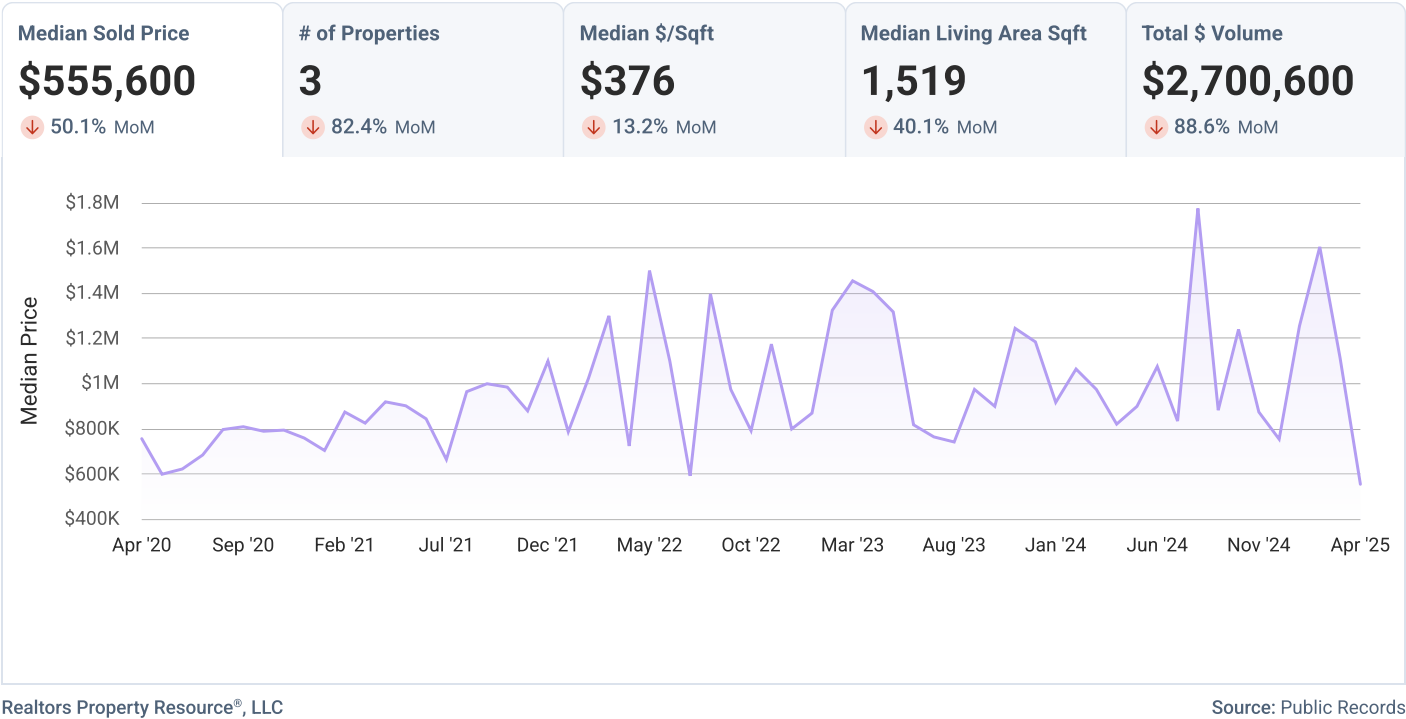 Median Sold Price
$555,600
50.1% MoM
# of Properties
3
82.4% MoM
Median $/Sqft
$376
13.2% MoM
Median Living Area Sqft
1,519
40.1% MoM
Total $ Volume
$2,700,600
88.6% MoM
Median Price
$1.8M
$1.6M
$1.4M
$1.2M
$1M
$800K
$600K
$400K
Apr '20 Sep '20 Feb '21 Jul '21 Dec '21 May '22 Oct '22 Mar '23 Aug '23 Jan '24 Jun '24 Nov '24 Apr '25
Realtors Property Resource®, LLC
Source: Public Records